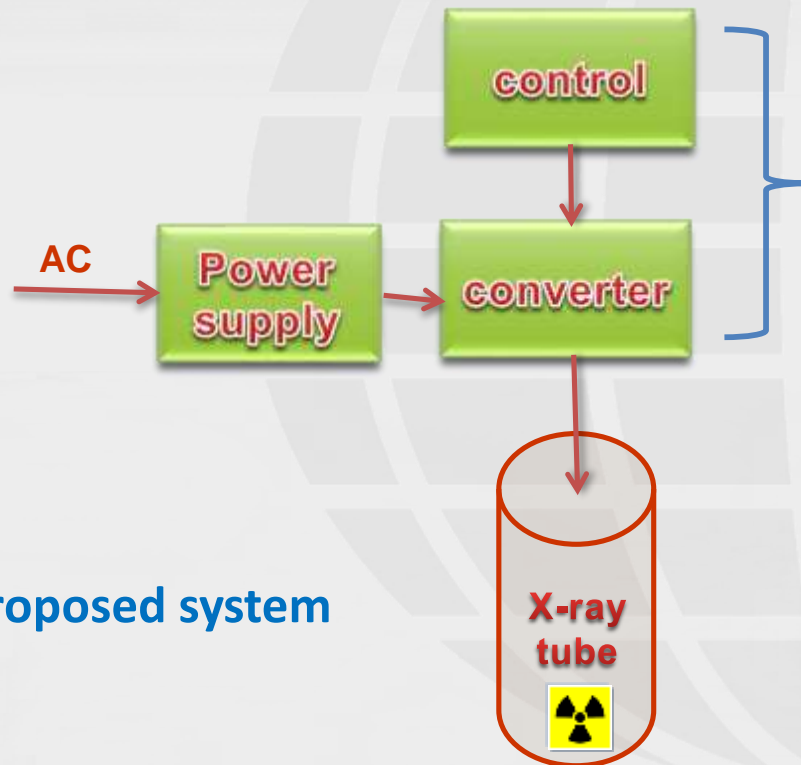 control
AC
Power
supply
converter
roposed system
X-ray
tube